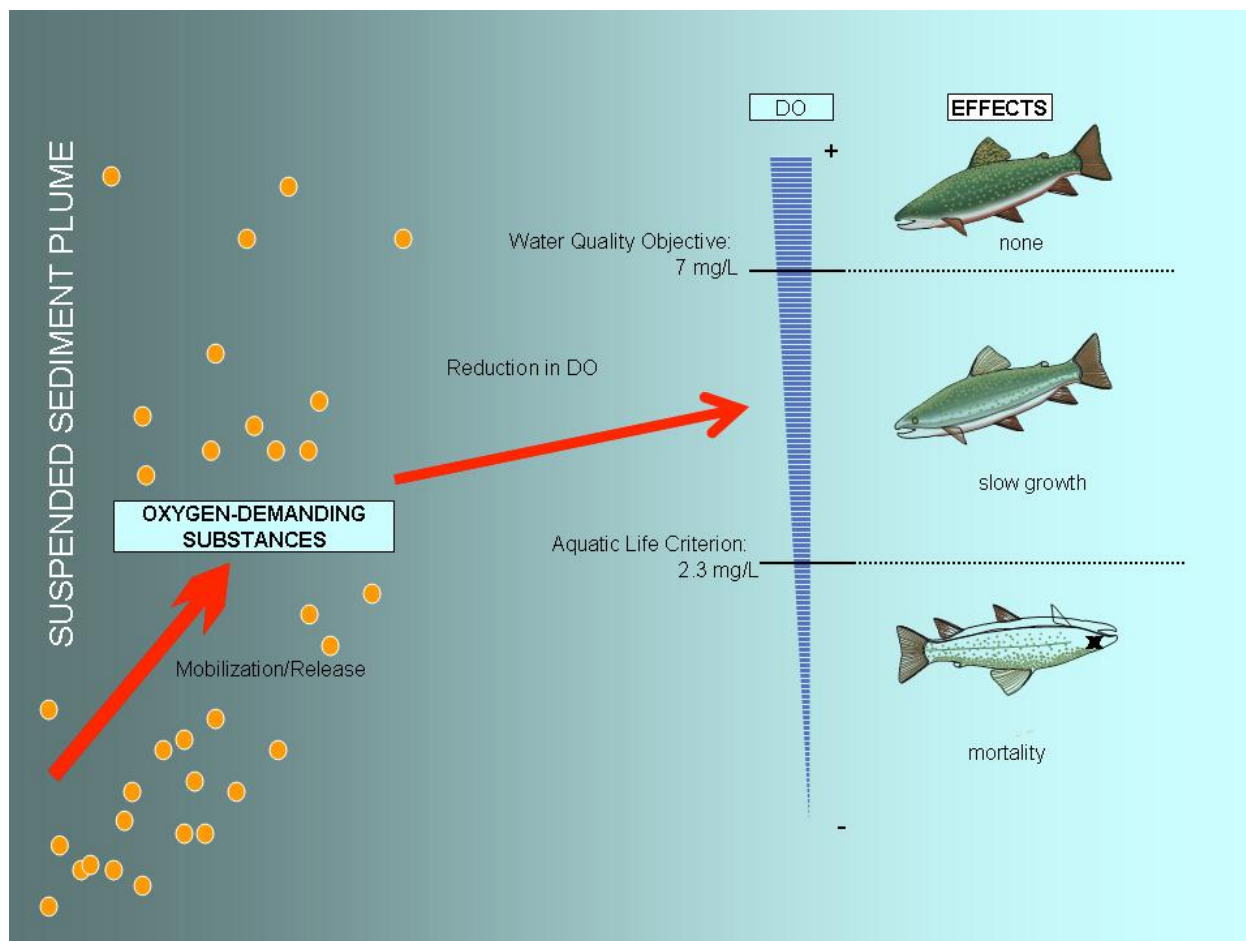 SUSPENDED SEDIMENT PLUME
DO
EFFECTS
+
none
Water Quality Objective:
7 mg/L
Reduction in DO
slow growth
OXYGEN-DEMANDING
SUBSTANCES
Aquatic Life Criterion:
2.3 mg/L
Mobilization/Release
mortality
-